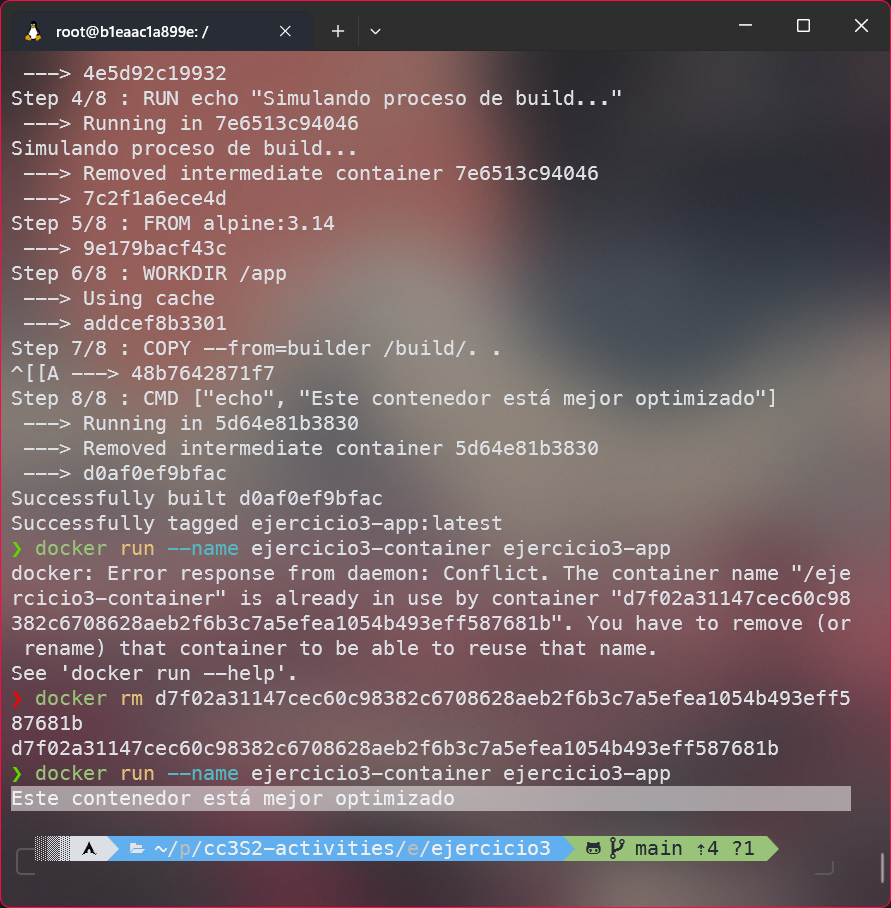 root@b1eaac1a899e: /
---> 4e5d92c19932
Step 4/8 : RUN echo "Simulando proceso de build..."
---> Running in 7e6513c94046
Simulando proceso de build...
---> Removed intermediate container 7e6513c94046
---> 7c2f1a6ece4d
Step 5/8 : FROM alpine:3.14
---> 9e179bacf43c
Step 6/8 : WORKDIR /app
---> Using cache
---> addcef8b3301
Step 7/8 : COPY --from=builder /build/. .
^[[A ---> 48b7642871f7
Step 8/8 : CMD ["echo", "Este contenedor está mejor optimizado"]
---> Running in 5d64e81b3830
---> Removed intermediate container 5d64e81b3830
---> d0af0ef9bfac
Successfully built d0af0ef9bfac
Successfully tagged ejercicio3-app:latest
❯ docker run --name ejercicio3-container ejercicio3-app
docker: Error response from daemon: Conflict. The container name "/eje
rcicio3-container" is already in use by container "d7f02a31147cec60c98
382c6708628aeb2f6b3c7a5efea1054b493eff587681b". You have to remove (or
rename) that container to be able to reuse that name.
See 'docker run --help'.
❯ docker rm d7f02a31147cec60c98382c6708628aeb2f6b3c7a5efea1054b493eff5
87681b
d7f02a31147cec60c98382c6708628aeb2f6b3c7a5efea1054b493eff587681b
❯ docker run --name ejercicio3-container ejercicio3-app
Este contenedor está mejor optimizado
~/p/cc3S2-activities/e/ejercicio3 main ⇡4 ?1